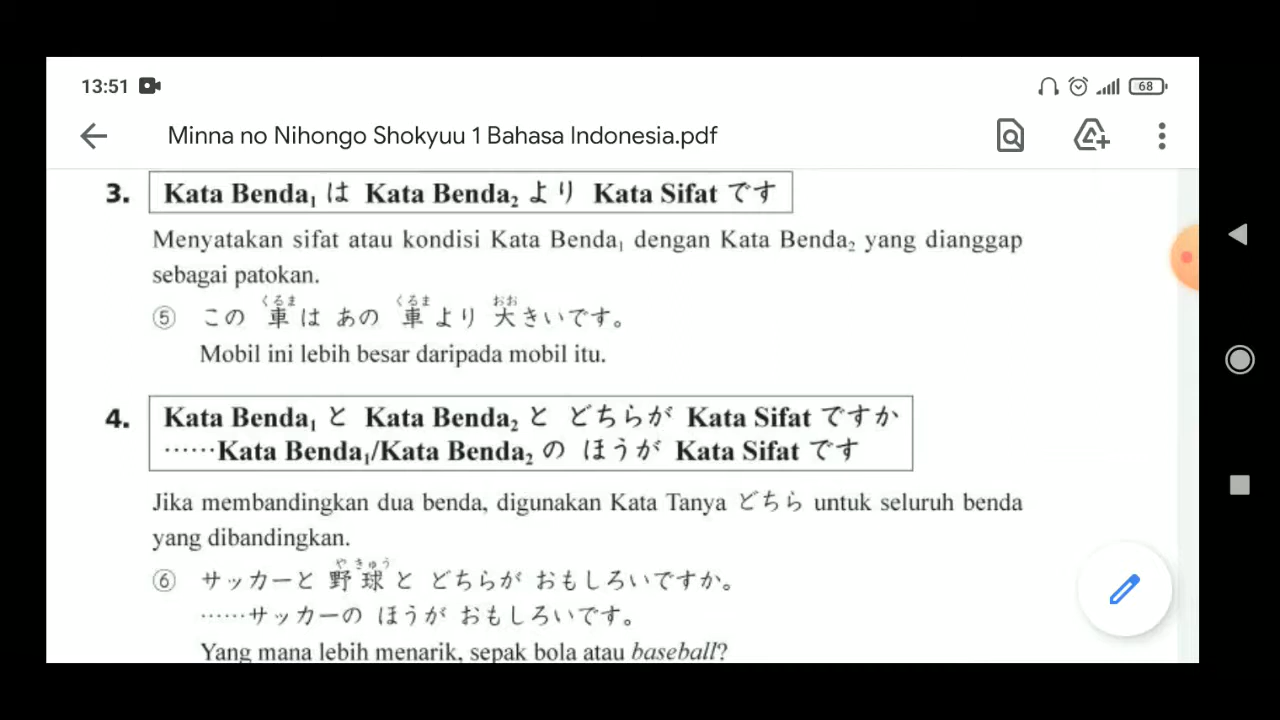 13:51
68
Minna no Nihongo Shokyuu 1 Bahasa Indonesia.pdf
3. Kata Benda₁ は Kata Benda₂ より Kata Sifat です
Menyatakan sifat atau kondisi Kata Benda₁ dengan Kata Benda₂ yang dianggap
sebagai patokan.
くるま くるま おお
⑤ この 車は あの 車より 大きいです。
Mobil ini lebih besar daripada mobil itu.
4. Kata Benda₁ と Kata Benda₂ と どちらが Kata Sifat ですか
……Kata Benda₁/Kata Benda₂ の ほうが Kata Sifat です
Jika membandingkan dua benda, digunakan Kata Tanya どちら untuk seluruh benda
yang dibandingkan.
や きゅう
⑥ サッカーと 野球と どちらが おもしろいですか。
……サッカーの ほうが おもしろいです。
Yang mana lebih menarik, sepak bola atau baseball?